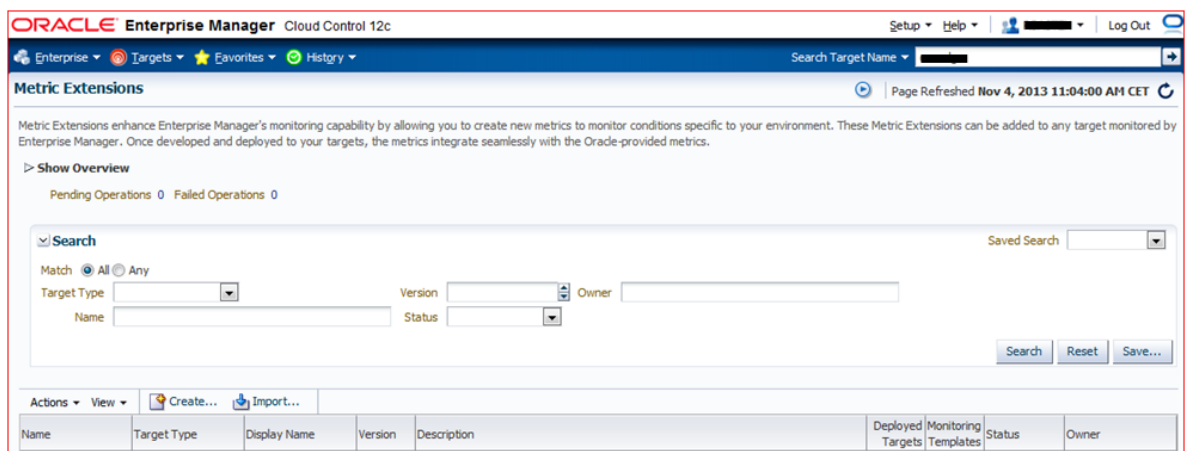 ORACLE Enterprise Manager Cloud Control 12c Setup Help Log Out
Enterprise Targets Favorites History Search Target Name
Metric Extensions Page Refreshed Nov 4, 2013 11:04:00 AM CET
Metric Extensions enhance Enterprise Manager's monitoring capability by allowing you to create new metrics to monitor conditions specific to your environment. These Metric Extensions can be added to any target monitored by
Enterprise Manager. Once developed and deployed to your targets, the metrics integrate seamlessly with the Oracle-provided metrics.
Show Overview
Pending Operations 0 Failed Operations 0
Search Saved Search
Match All Any
Target Type Version Owner
Name Status
Search Reset Save...
Actions View Create... Import...
Name Target Type Display Name Version Description Deployed Targets Monitoring Templates Status Owner